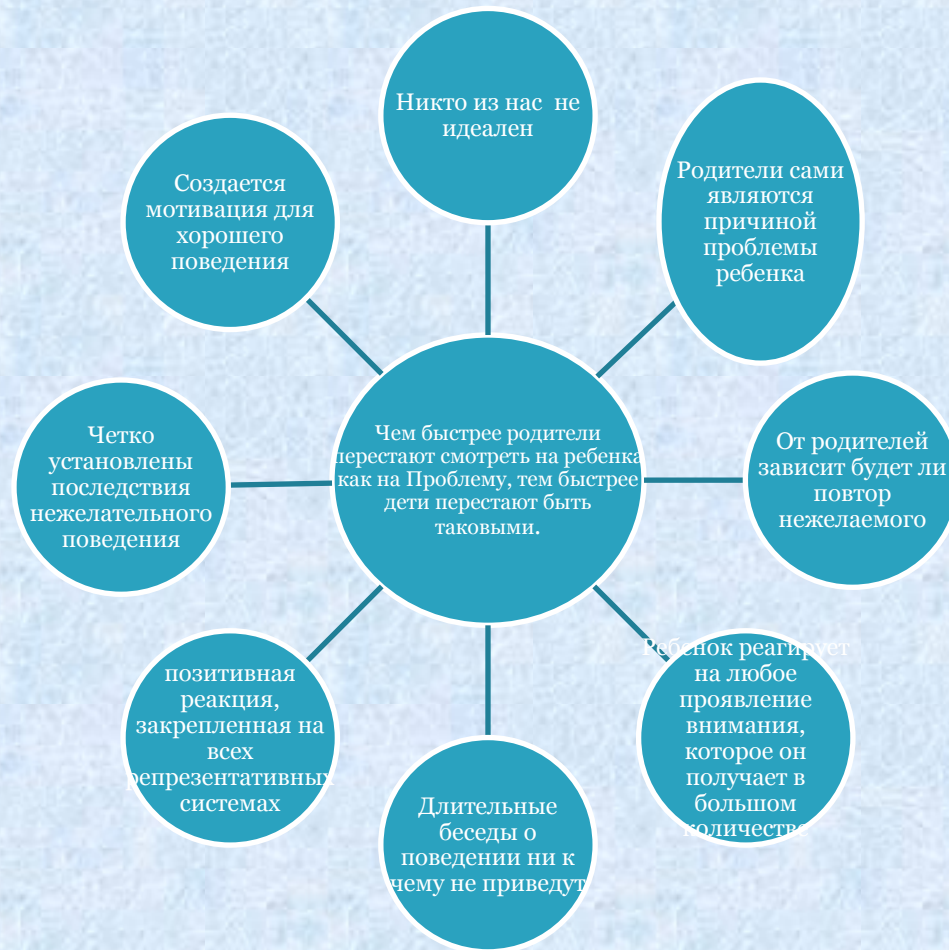 Никто из нас не
идеален
Родители сами
являются
причиной
проблемы
ребенка
От родителей
зависит будет ли
повтор
нежелаемого
Ребенок реагирует
на любое
проявление
внимания,
которое он
получает в
большом
количестве
Длительные
беседы о
поведении ни к
чему не приведут
позитивная
реакция,
закрепленная на
всех
репрезентативных
системах
Четко
установлены
последствия
нежелательного
поведения
Создается
мотивация для
хорошего
поведения
Чем быстрее родители
перестают смотреть на ребенка
как на Проблему, тем быстрее
дети перестают быть
таковыми.